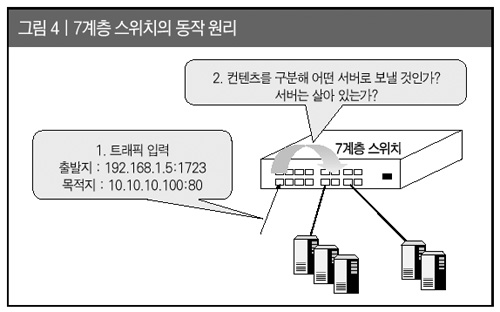 그림 4 | 7계층 스위치의 동작 원리
2. 컨텐츠를 구분해 어떤 서버로 보낼 것인가?
서버는 살아 있는가?
1. 트래픽 입력
출발지 : 192.168.1.5:1723
목적지 : 10.10.10.100:80
7계층 스위치